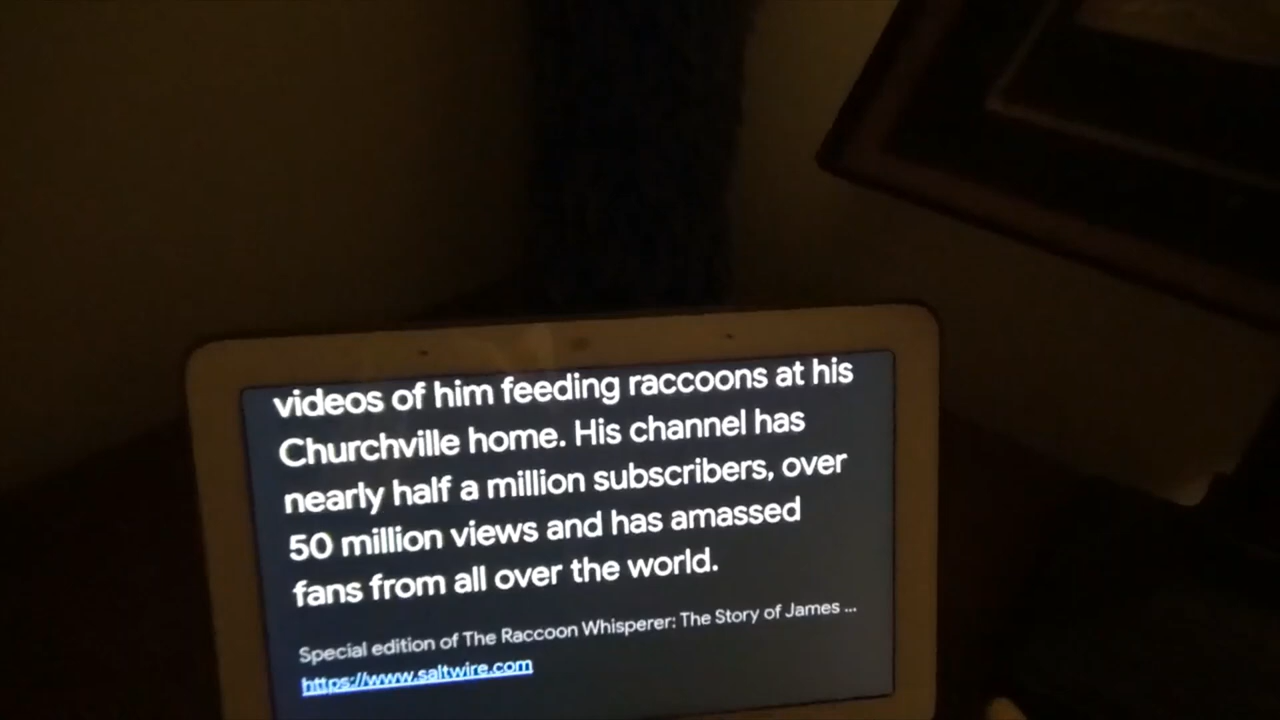 videos of him feeding raccoons at his
Churchville home. His channel has
nearly half a million subscribers, over
50 million views and has amassed
fans from all over the world.
Special edition of The Raccoon Whisperer: The Story of James ...
https://www.saltwire.com